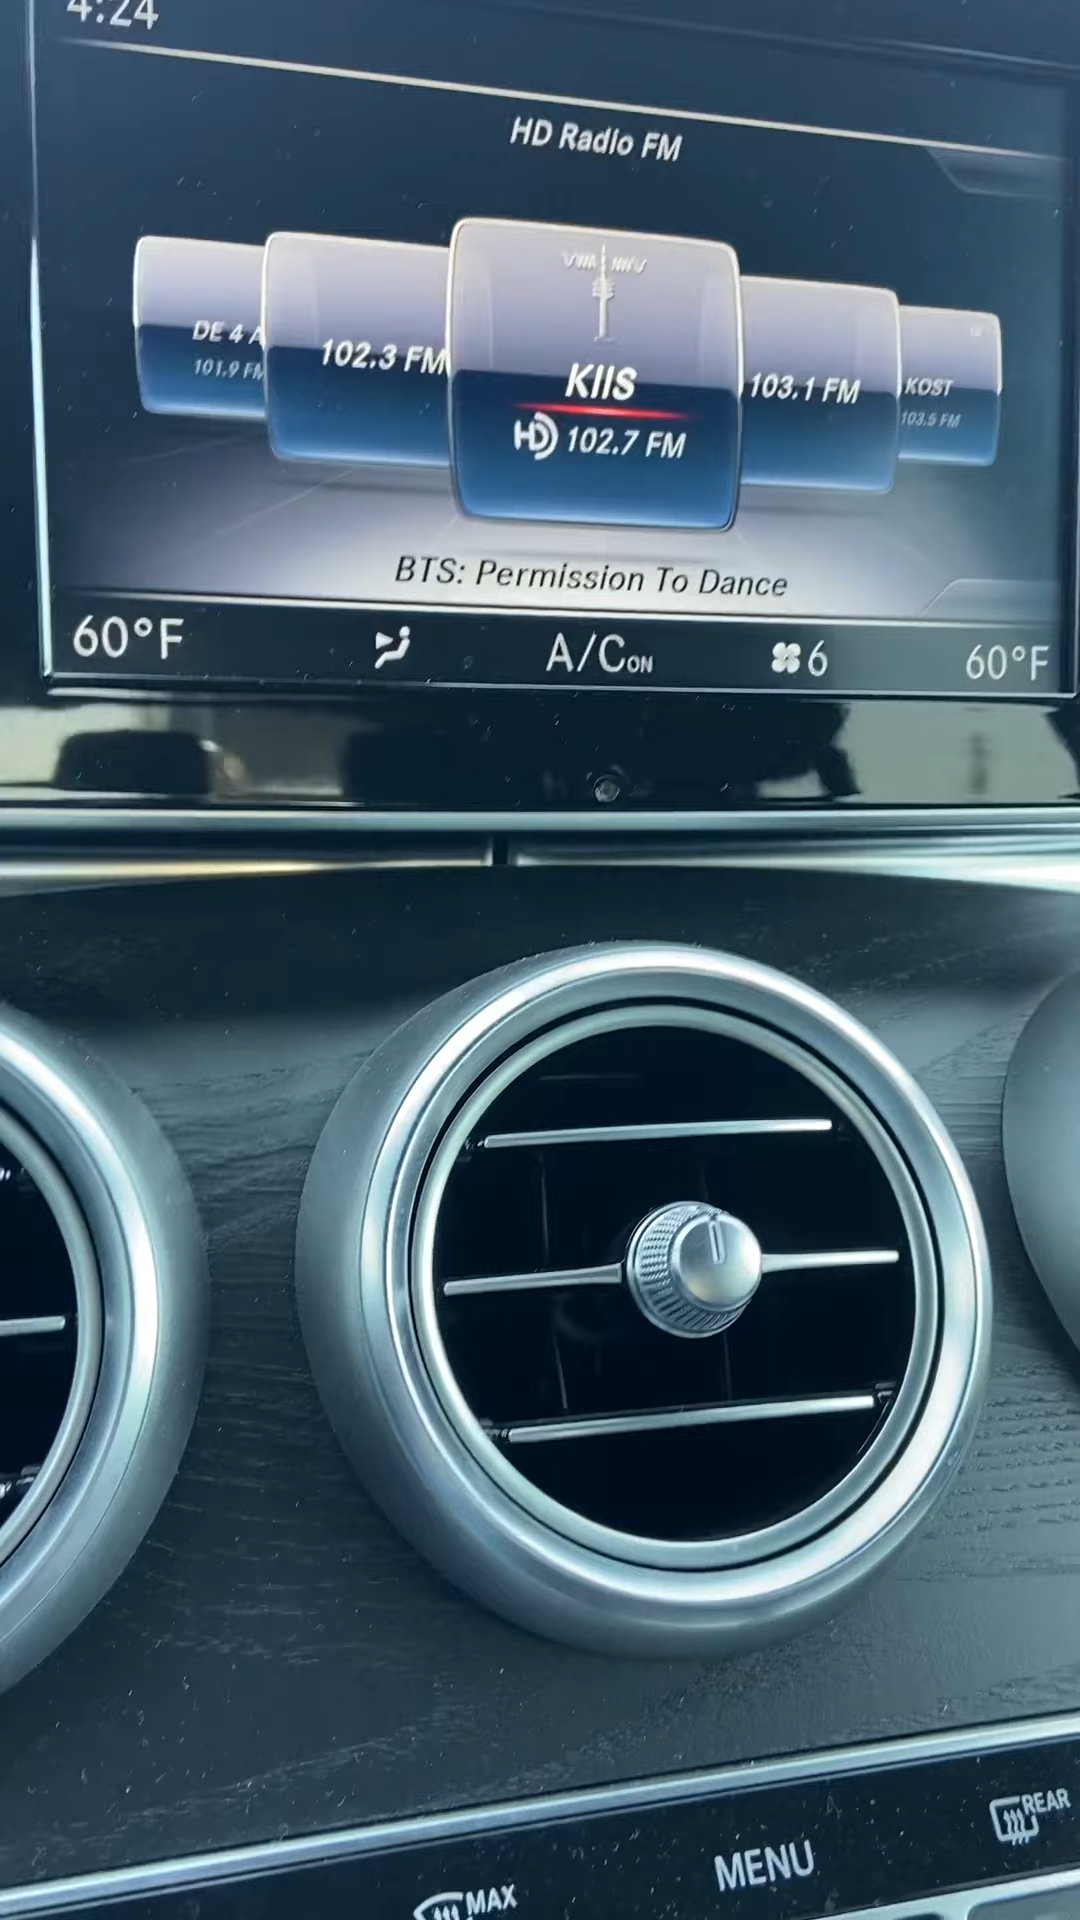 4:24
HD Radio FM
DE 4 A
101.9 FM
102.3 FM
KIIS
HD 102.7 FM
103.1 FM
KOST
103.5 FM
BTS: Permission To Dance
60°F A/C ON 6 60°F
REAR
MENU
MAX